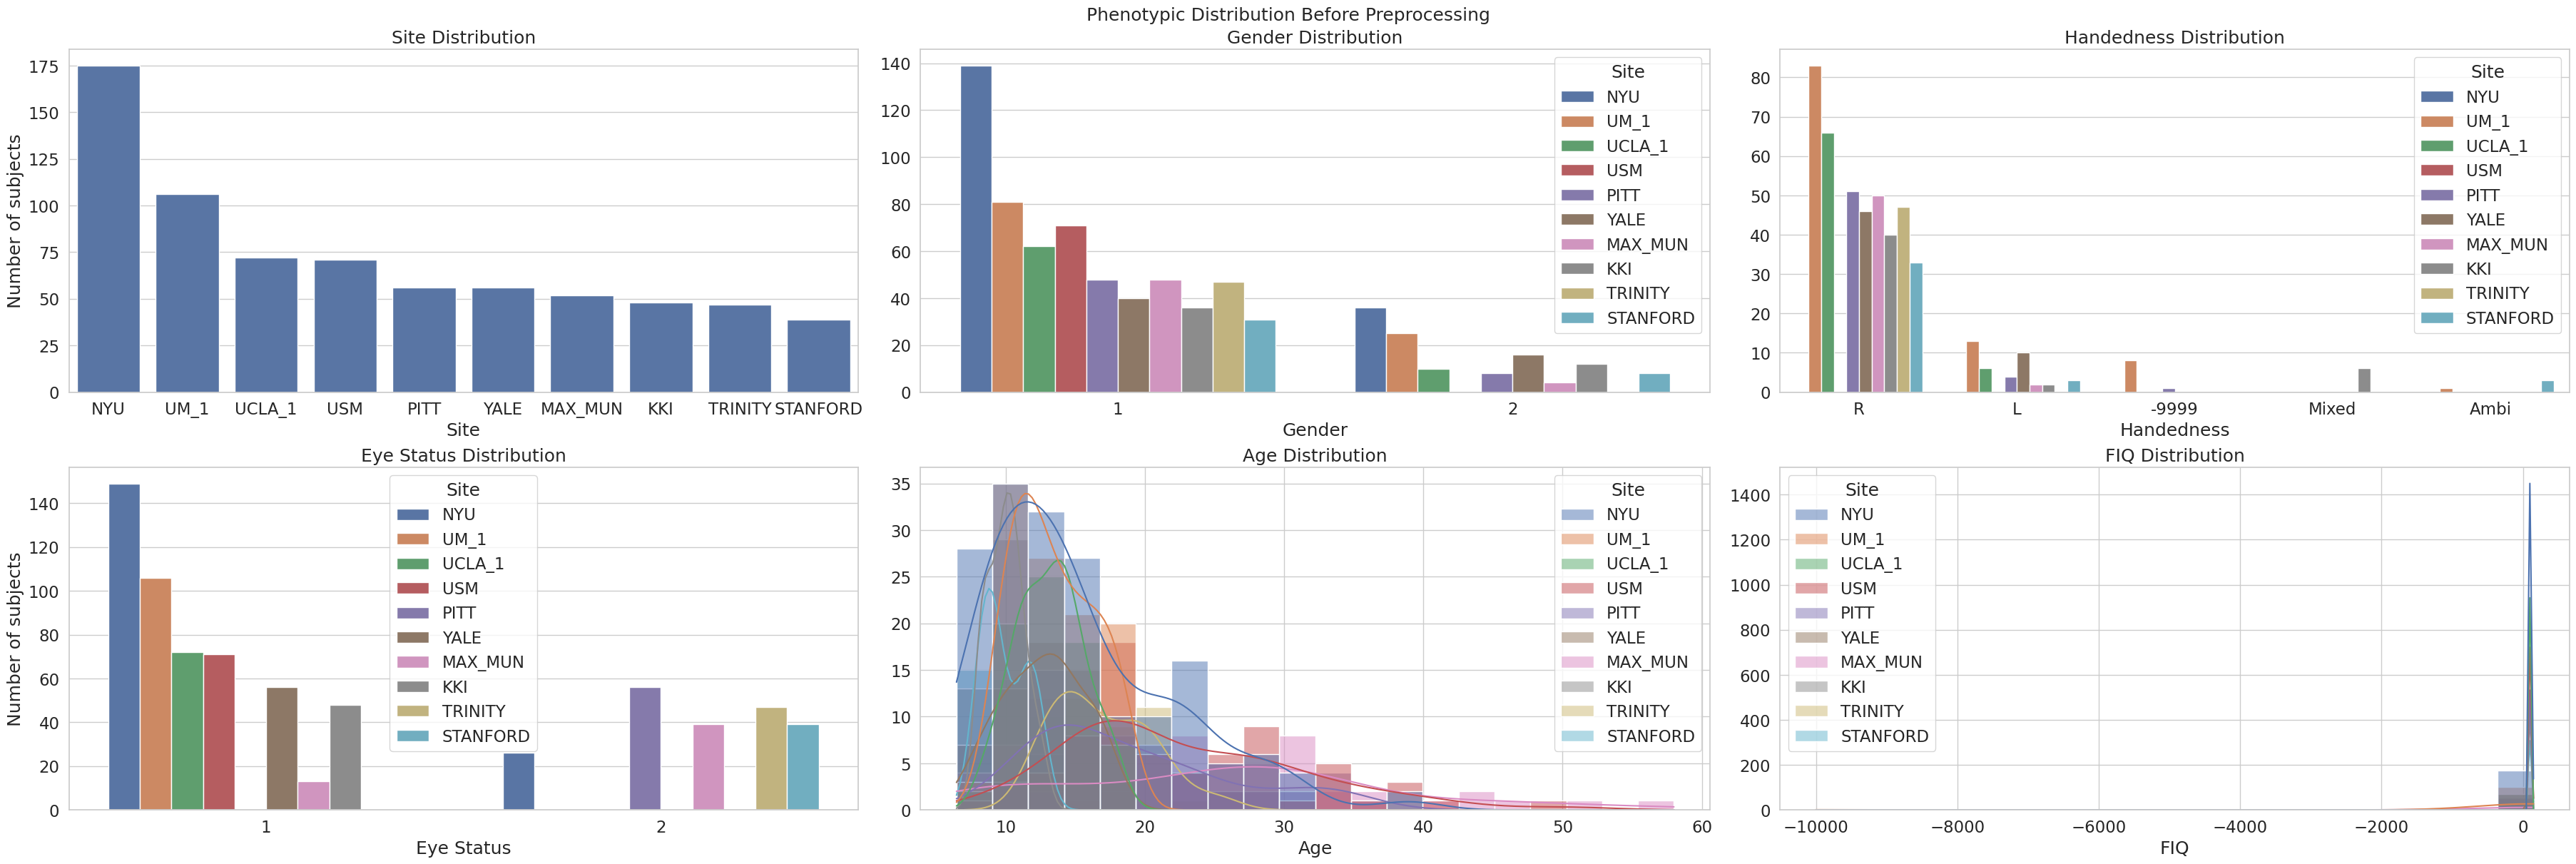 Phenotypic Distribution Before Preprocessing
Site Distribution
Number of subjects
175
150
125
100
75
50
25
0
NYU UM_1 UCLA_1 USM PITT YALE MAX_MUN KKI TRINITY STANFORD
Site
Gender Distribution
140
120
100
80
60
40
20
0
1 2
Gender
Site
NYU
UM_1
UCLA_1
USM
PITT
YALE
MAX_MUN
KKI
TRINITY
STANFORD
Handedness Distribution
80
70
60
50
40
30
20
10
0
R L -9999 Mixed Ambi
Handedness
Site
NYU
UM_1
UCLA_1
USM
PITT
YALE
MAX_MUN
KKI
TRINITY
STANFORD
Eye Status Distribution
Number of subjects
140
120
100
80
60
40
20
0
1 2
Eye Status
Site
NYU
UM_1
UCLA_1
USM
PITT
YALE
MAX_MUN
KKI
TRINITY
STANFORD
Age Distribution
35
30
25
20
15
10
5
0
10 20 30 40 50 60
Age
Site
NYU
UM_1
UCLA_1
USM
PITT
YALE
MAX_MUN
KKI
TRINITY
STANFORD
FIQ Distribution
1400
1200
1000
800
600
400
200
0
−10000 −8000 −6000 −4000 −2000 0
FIQ
Site
NYU
UM_1
UCLA_1
USM
PITT
YALE
MAX_MUN
KKI
TRINITY
STANFORD